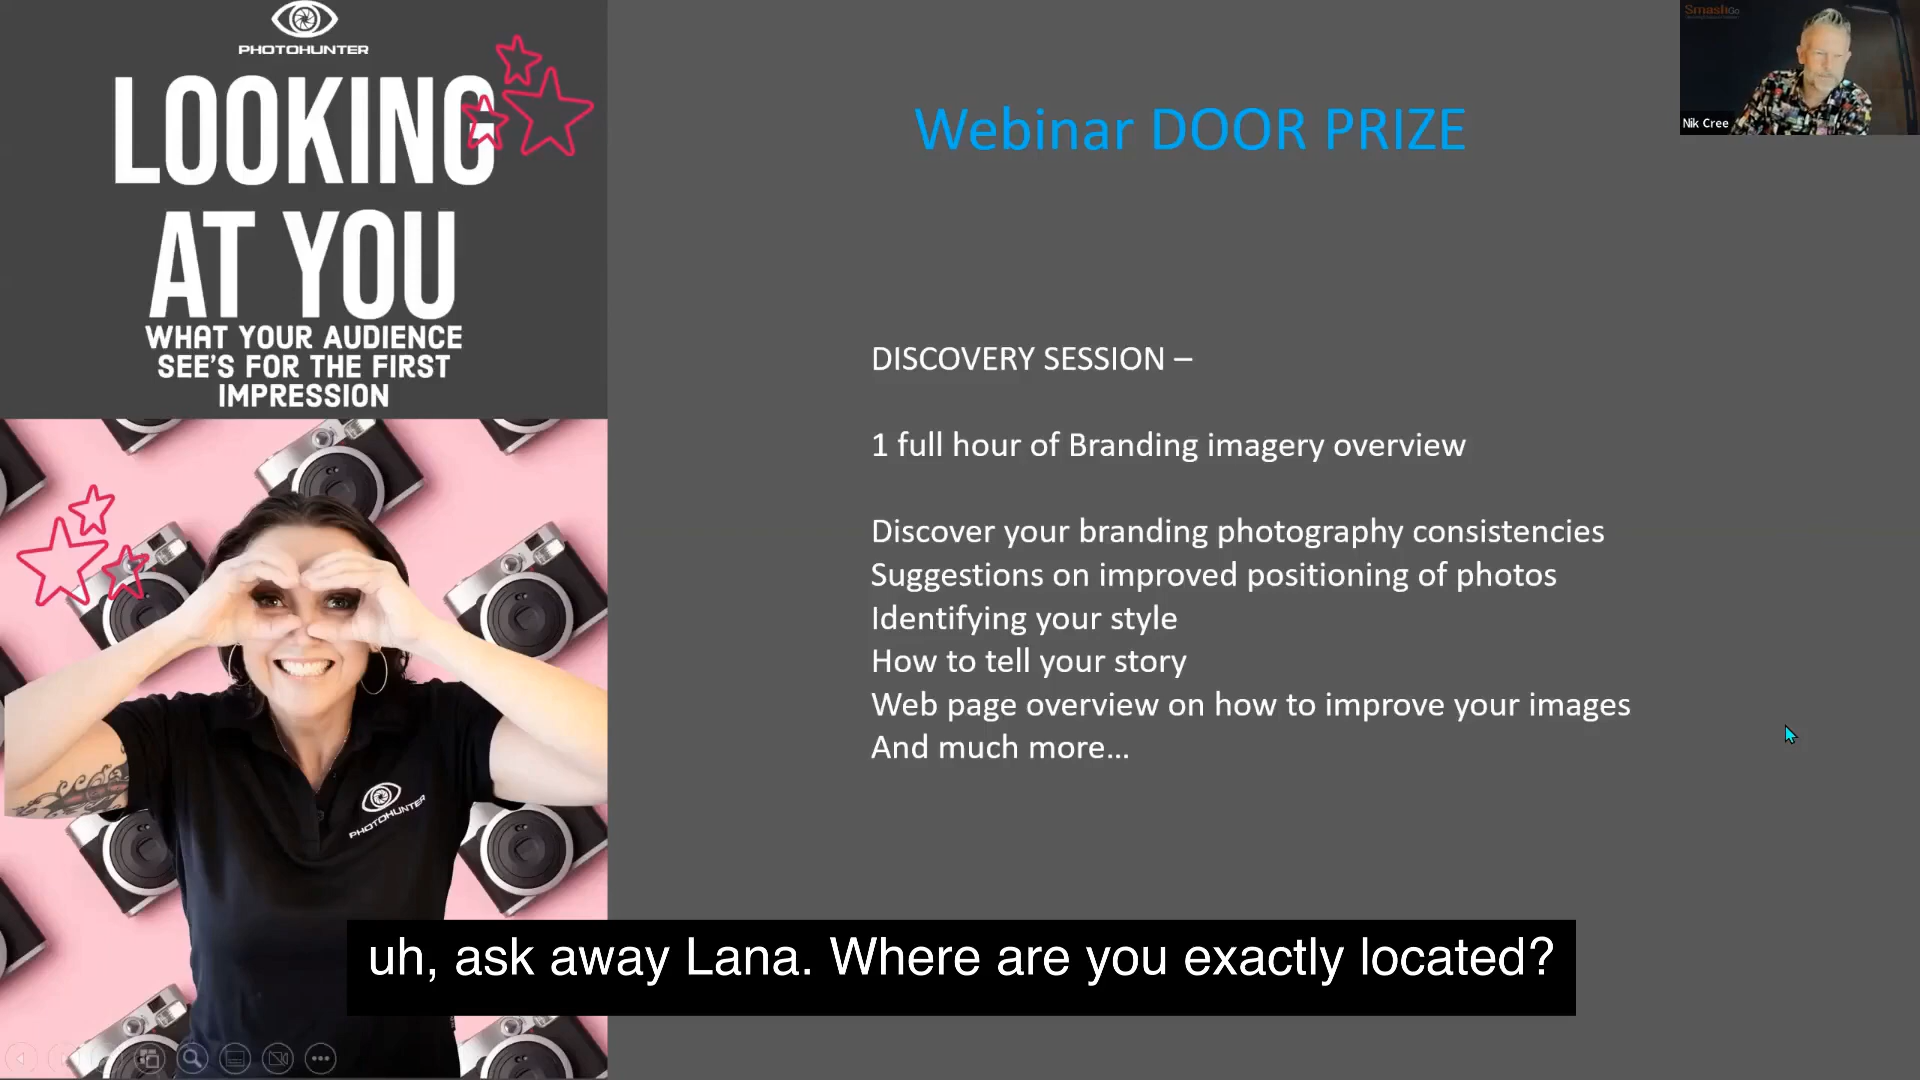 PHOTOHUNTER
LOOKING
AT YOU
WHAT YOUR AUDIENCE
SEE'S FOR THE FIRST
IMPRESSION
PHOTOHUNTER
Webinar DOOR PRIZE
DISCOVERY SESSION –
1 full hour of Branding imagery overview
Discover your branding photography consistencies
Suggestions on improved positioning of photos
Identifying your style
How to tell your story
Web page overview on how to improve your images
And much more...
SmashGo
Nik Cree
uh, ask away Lana. Where are you exactly located?